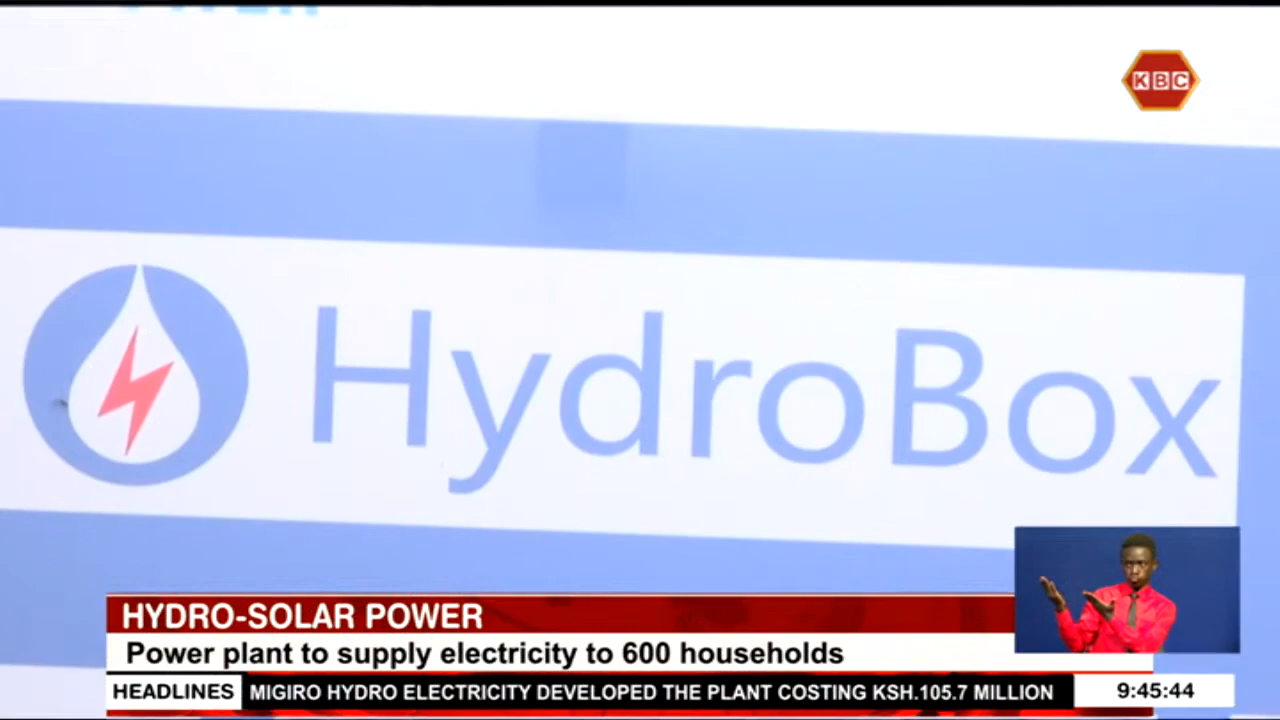 KBC
HydroBox
HYDRO-SOLAR POWER
Power plant to supply electricity to 600 households
HEADLINES MIGIRO HYDRO ELECTRICITY DEVELOPED THE PLANT COSTING KSH.105.7 MILLION 9:45:44